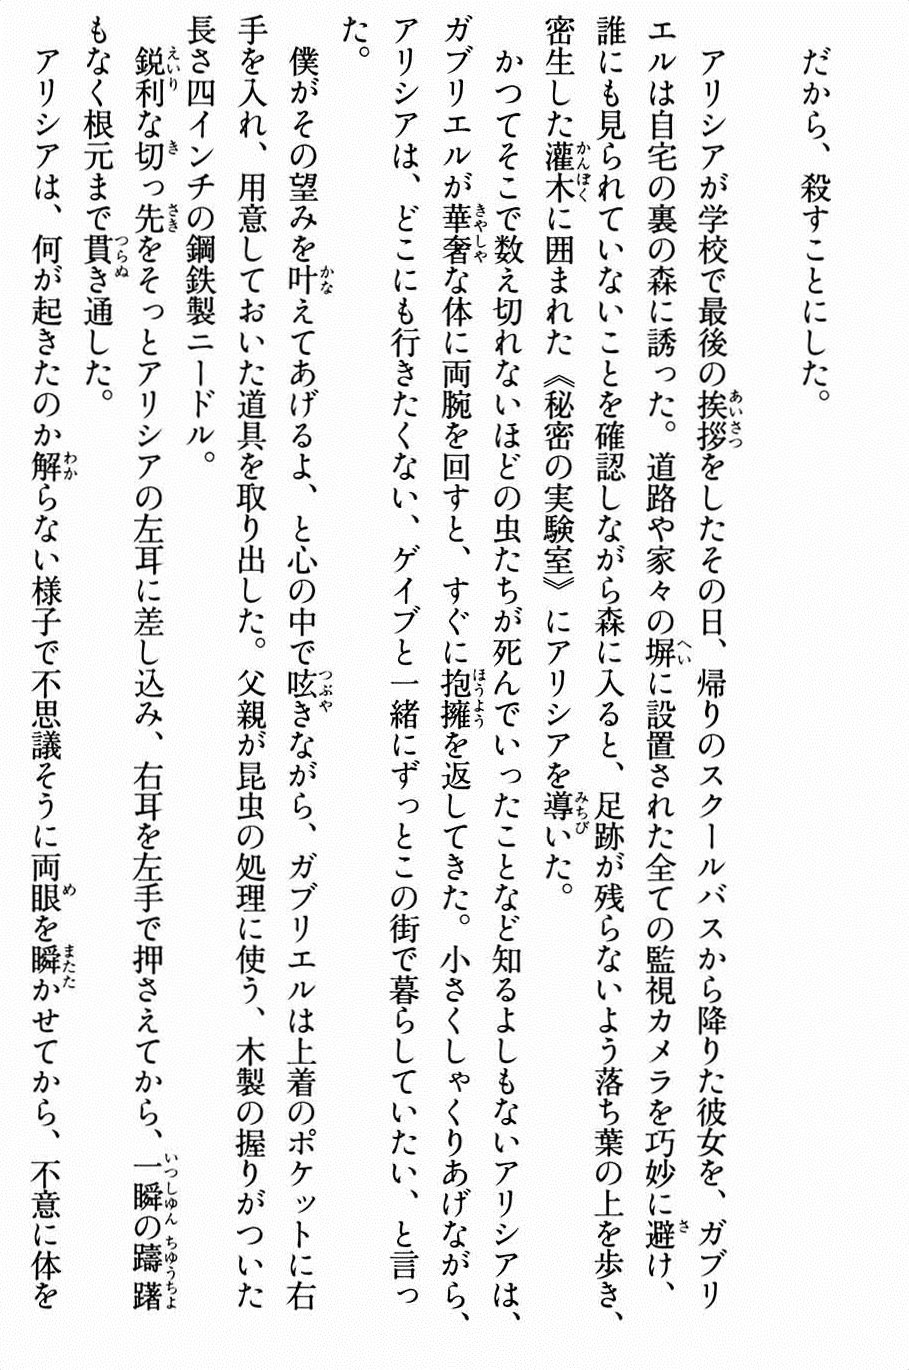 だから、殺すことにした。
アリシアが学校で最後の挨拶をしたその日、帰りのスクールバスから降りた彼女を、ガブリ
エルは自宅の裏の森に誘った。道路や家々の塀に設置された全ての監視カメラを巧妙に避け、
誰にも見られていないことを確認しながら森に入ると、足跡が残らないよう落ち葉の上を歩き、
密生した灌木に囲まれた《秘密の実験室》にアリシアを導いた。
かつてそこで数え切れないほどの虫たちが死んでいったことなど知るよしもないアリシアは、
ガブリエルが華奢な体に両腕を回すと、すぐに抱擁を返してきた。小さくしゃくりあげながら、
アリシアは、どこにも行きたくない、ゲイブと一緒にずっとこの街で暮らしていたい、と言っ
た。
僕がその望みを叶えてあげるよ、と心の中で呟きながら、ガブリエルは上着のポケットに右
手を入れ、用意しておいた道具を取り出した。父親が昆虫の処理に使う、木製の握りがついた
長さ四インチの鋼鉄製ニードル。
鋭利な切っ先をそっとアリシアの左耳に差し込み、右耳を左手で押さえてから、一瞬の躊躇
もなく根元まで貫き通した。
アリシアは、何が起きたのか解らない様子で不思議そうに両眼を瞬かせてから、不意に体を